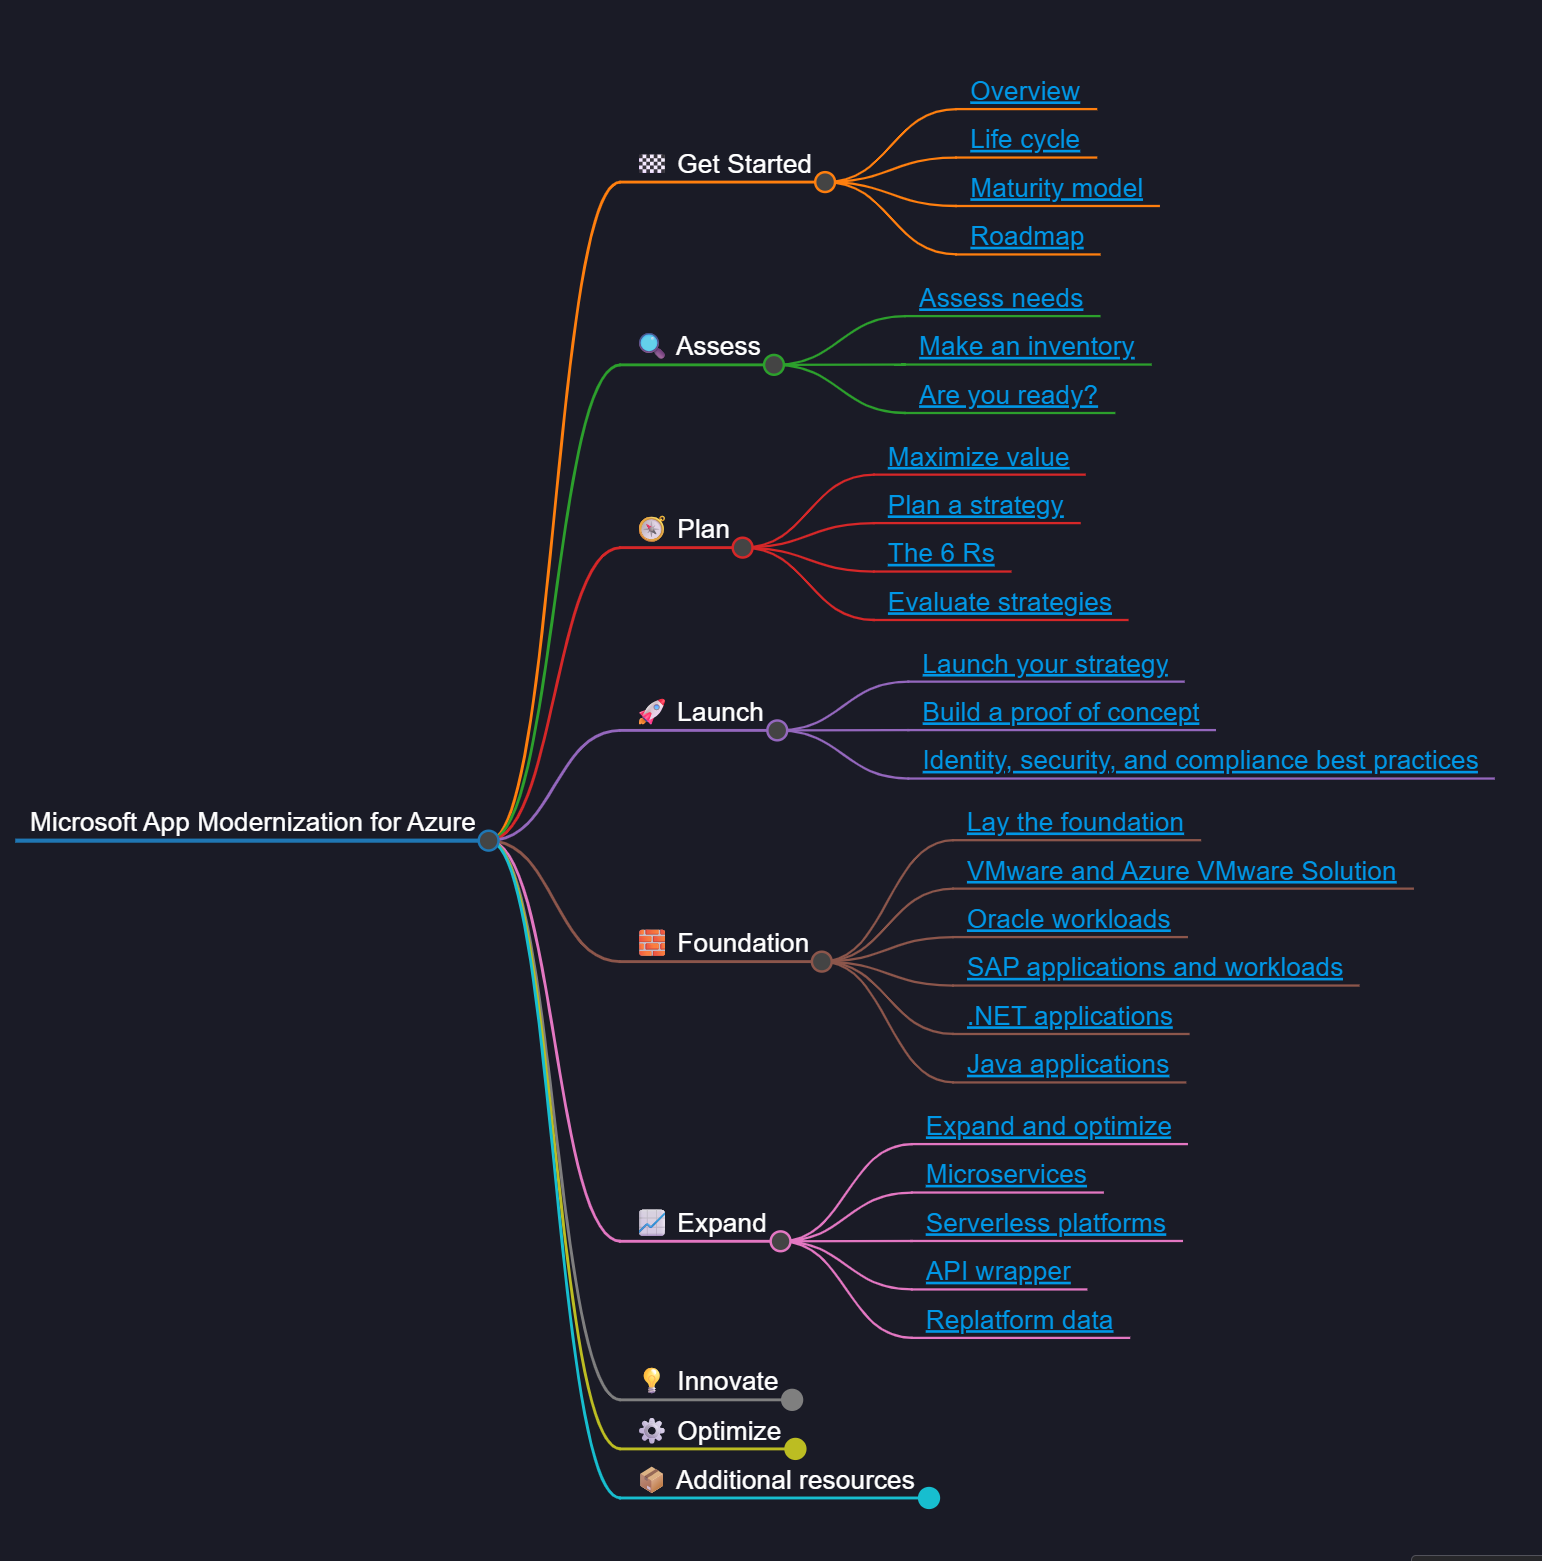 Microsoft App Modernization for Azure
Get Started
Overview
Life cycle
Maturity model
Roadmap
Assess
Assess needs
Make an inventory
Are you ready?
Plan
Maximize value
Plan a strategy
The 6 Rs
Evaluate strategies
Launch
Launch your strategy
Build a proof of concept
Identity, security, and compliance best practices
Foundation
Lay the foundation
VMware and Azure VMware Solution
Oracle workloads
SAP applications and workloads
.NET applications
Java applications
Expand
Expand and optimize
Microservices
Serverless platforms
API wrapper
Replatform data
Innovate
Optimize
Additional resources